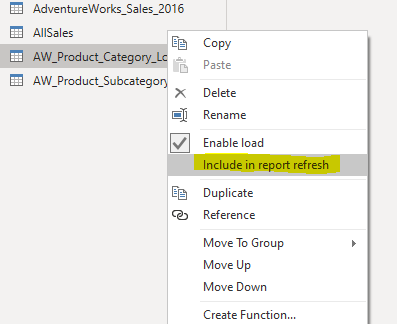 AdventureWorks_Sales_2016
AllSales
AW_Product_Category_Lo
AW_Product_Subcategory
Copy
Paste
Delete
Rename
Enable load
Include in report refresh
Duplicate
Reference
Move To Group
Move Up
Move Down
Create Function...